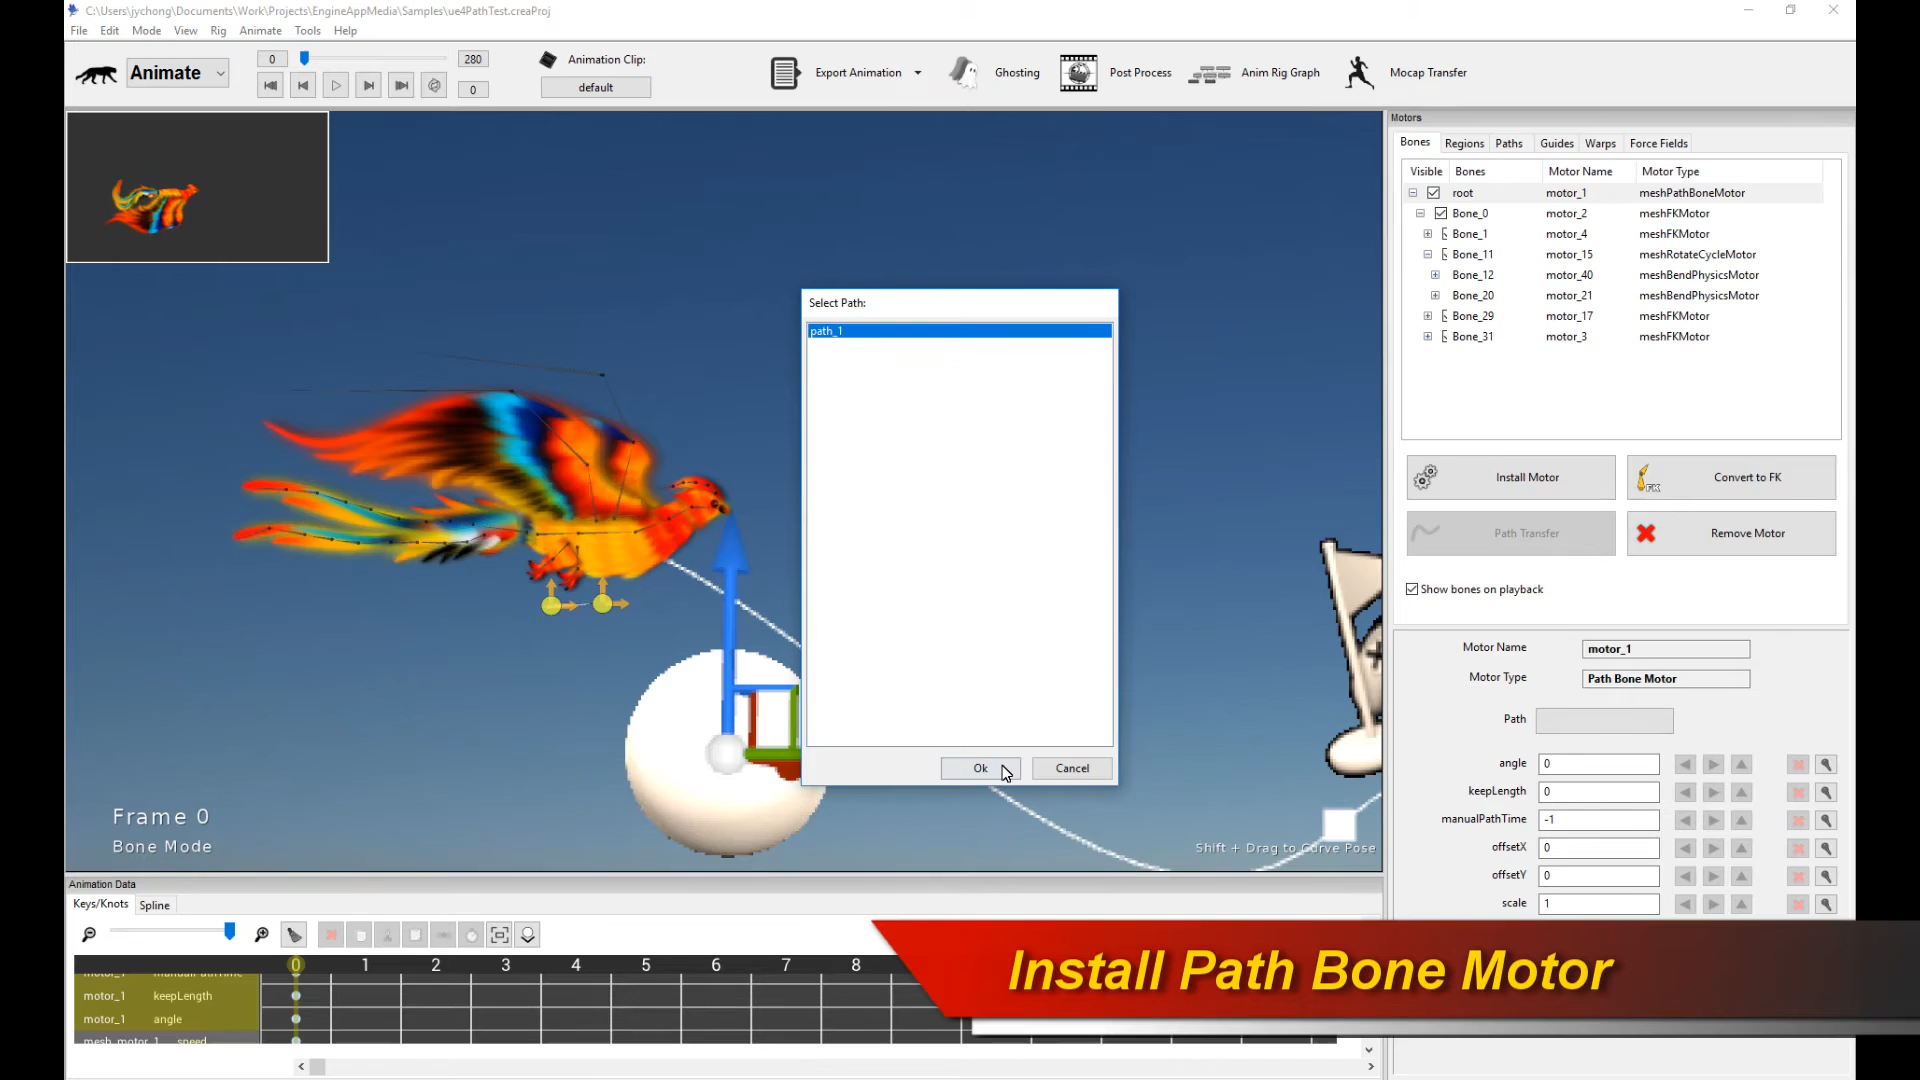 C:\Users\jychong\Documents\Work\Projects\EngineAppMedia\Samples\ue4PathTest.creaProj
File Edit Mode View Rig Animate Tools Help
Animate
0
280
0
Animation Clip:
default
Export Animation
Ghosting
Post Process
Anim Rig Graph
Mocap Transfer
Motors
Bones Regions Paths Guides Warps Force Fields
Visible Bones Motor Name Motor Type
root motor_1 meshPathBoneMotor
Bone_0 motor_2 meshFKMotor
Bone_1 motor_4 meshFKMotor
Bone_11 motor_15 meshRotateCycleMotor
Bone_12 motor_40 meshBendPhysicsMotor
Bone_20 motor_21 meshBendPhysicsMotor
Bone_29 motor_17 meshFKMotor
Bone_31 motor_3 meshFKMotor
Install Motor
FK
Convert to FK
Path Transfer
Remove Motor
Show bones on playback
Motor Name motor_1
Motor Type Path Bone Motor
Path
angle 0
keepLength 0
manualPathTime -1
offsetX 0
offsetY 0
scale 1
Select Path:
path_1
Ok
Cancel
Frame 0
Bone Mode
Shift + Drag to Curve Pose
Animation Data
Keys/Knots Spline
0 1 2 3 4 5 6 7 8
motor_1 manualPathTime
motor_1 keepLength
motor_1 angle
mesh_motor_1 speed
Install Path Bone Motor